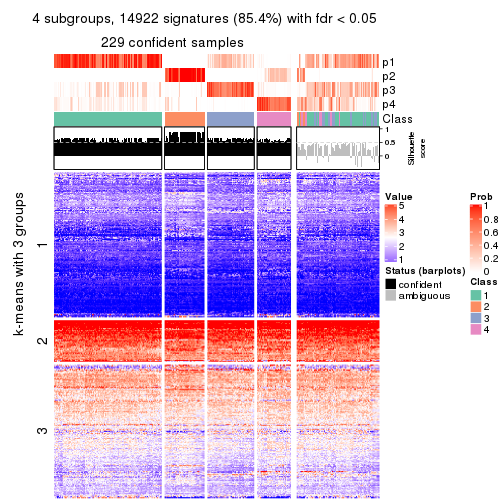 4 subgroups, 14922 signatures (85.4%) with fdr < 0.05
229 confident samples
p1
p2
p3
p4
Class
1
0.5
0
Silhouette
score
k-means with 3 groups
1
2
3
Value
5
4
3
2
1
Status (barplots)
confident
ambiguous
Prob
1
0.8
0.6
0.4
0.2
0
Class
1
2
3
4